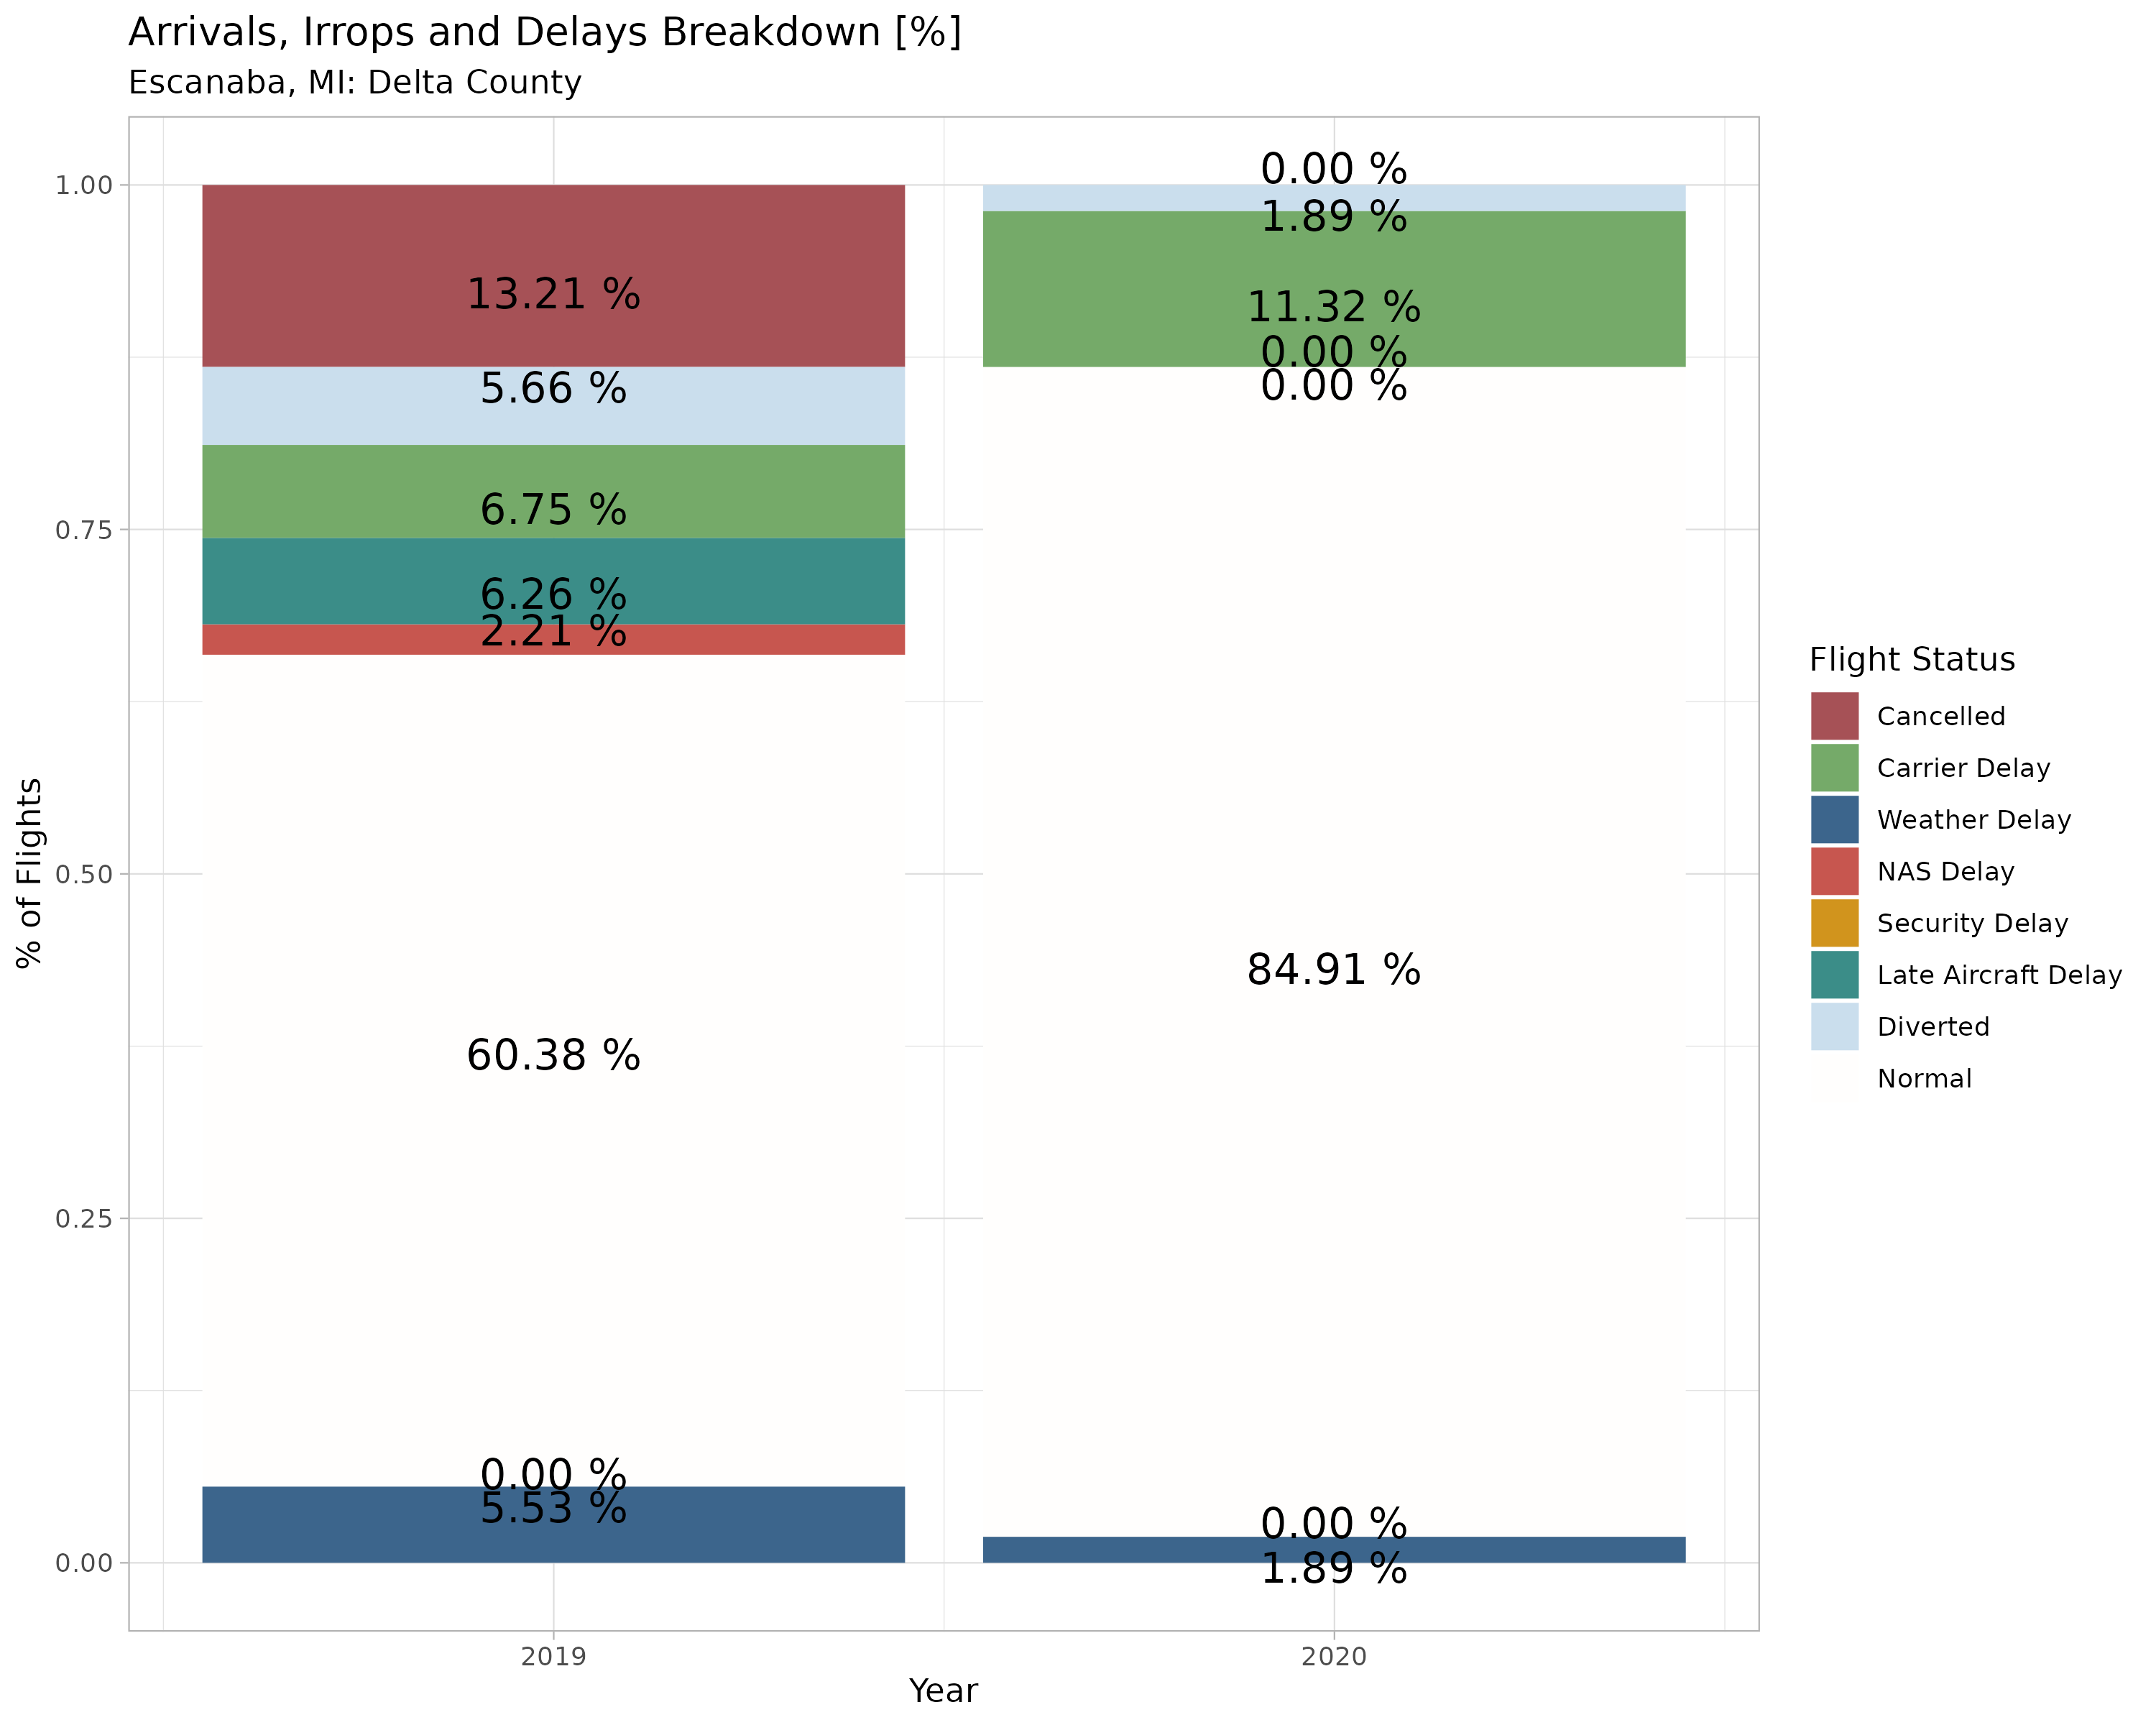 Arrivals, Irrops and Delays Breakdown [%]
Escanaba, MI: Delta County
% of Flights
1.00
0.75
0.50
0.25
0.00
13.21 %
5.66 %
6.75 %
6.26 %
2.21 %
60.38 %
0.00 %
5.53 %
0.00 %
1.89 %
11.32 %
0.00 %
0.00 %
84.91 %
0.00 %
1.89 %
2019
2020
Year
Flight Status
Cancelled
Carrier Delay
Weather Delay
NAS Delay
Security Delay
Late Aircraft Delay
Diverted
Normal